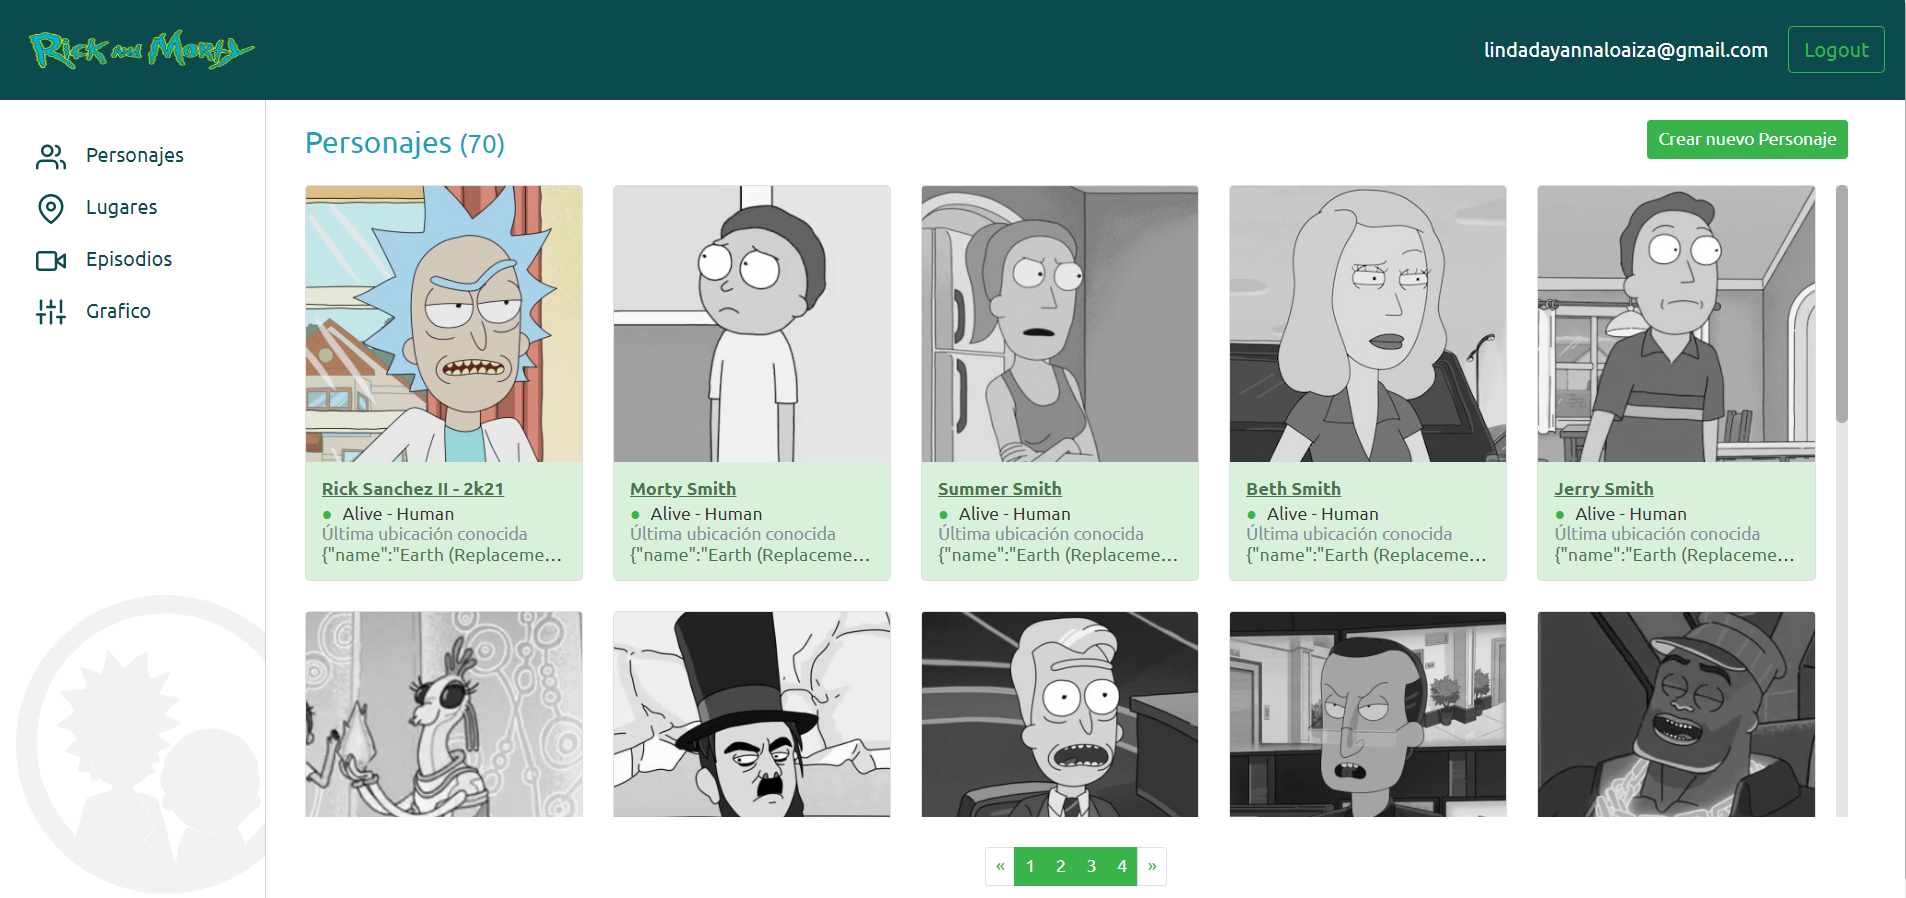 Rick and Morty
lindadayannaloaiza@gmail.com
Logout
Personajes
Lugares
Episodios
Grafico
Personajes (70)
Crear nuevo Personaje
Rick Sanchez II - 2k21
Alive - Human
Última ubicación conocida
{"name":"Earth (Replaceme...
Morty Smith
Alive - Human
Última ubicación conocida
{"name":"Earth (Replaceme...
Summer Smith
Alive - Human
Última ubicación conocida
{"name":"Earth (Replaceme...
Beth Smith
Alive - Human
Última ubicación conocida
{"name":"Earth (Replaceme...
Jerry Smith
Alive - Human
Última ubicación conocida
{"name":"Earth (Replaceme...
« 1 2 3 4 »